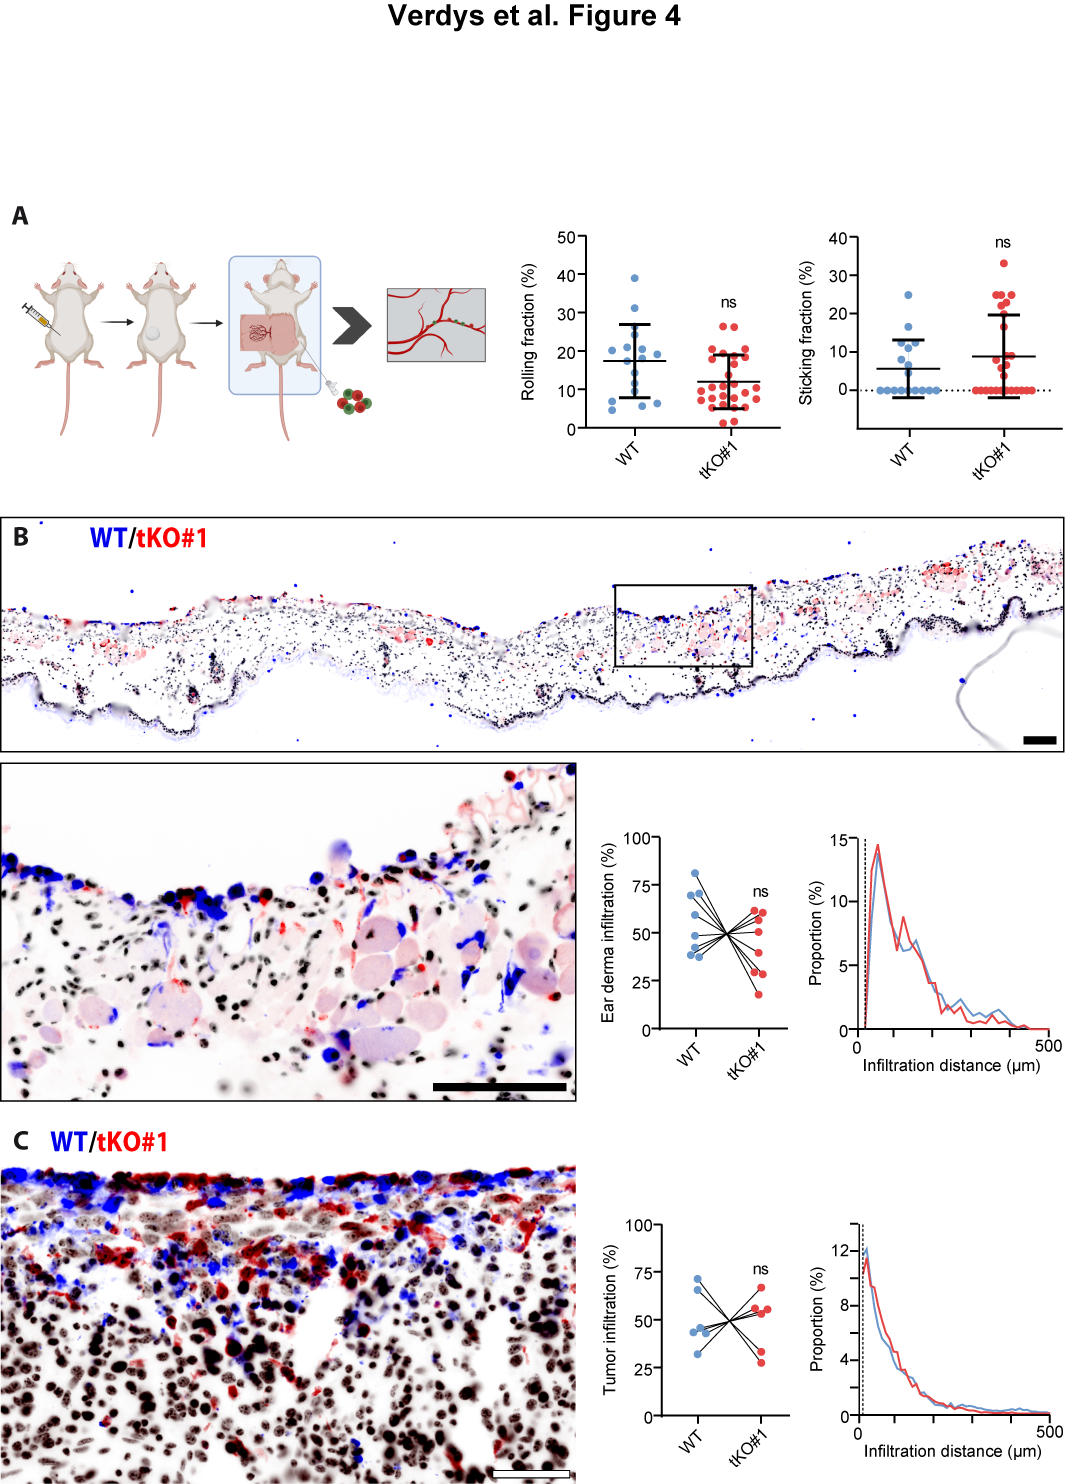 Verdys et al. Figure 4
A
Rolling fraction (%)
50
40
30
20
10
0
ns
WT
tKO#1
Sticking fraction (%)
40
30
20
10
0
ns
WT
tKO#1
B WT/tKO#1
Ear derma infiltration (%)
100
75
50
25
0
ns
WT
tKO#1
Proportion (%)
15
10
5
0
0 500
Infiltration distance (µm)
C WT/tKO#1
Tumor infiltration (%)
100
75
50
25
0
ns
WT
tKO#1
Proportion (%)
12
8
4
0
0 500
Infiltration distance (µm)